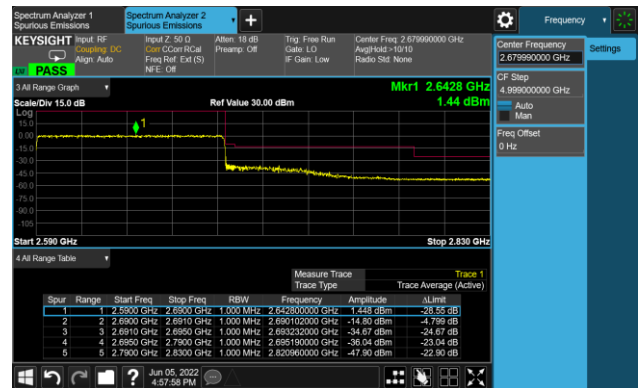 Spectrum Analyzer 1
Spurious Emissions
Spectrum Analyzer 2
Spurious Emissions
Frequency
KEYSIGHT
Input: RF
Coupling: DC
Align: Auto
Input Z: 50 Ω
Corr CCorr RCal
Freq Ref: Ext (S)
NFE: Off
Atten: 18 dB
Preamp: Off
Trig: Free Run
Gate: LO
IF Gain: Low
Center Freq: 2.679990000 GHz
Avg|Hold:>10/10
Radio Std: None
PASS
Center Frequency
2.679990000 GHz
Settings
CF Step
4.999000000 GHz
Auto
Man
Freq Offset
0 Hz
3 All Range Graph
Mkr1 2.6428 GHz
Scale/Div 15.0 dB
Ref Value 30.00 dBm
1.44 dBm
Log
15.0
0.00
-15.0
-30.0
-45.0
-60.0
-75.0
-90.0
-105
1
Start 2.590 GHz
Stop 2.830 GHz
4 All Range Table
Measure Trace Trace 1
Trace Type Trace Average (Active)
Spur Range Start Freq Stop Freq RBW Frequency Amplitude ΔLimit
1 1 2.5900 GHz 2.6900 GHz 1.000 MHz 2.642800000 GHz 1.448 dBm -28.55 dB
2 2 2.6900 GHz 2.6910 GHz 1.000 MHz 2.690102000 GHz -14.80 dBm -4.799 dB
3 3 2.6910 GHz 2.6950 GHz 1.000 MHz 2.693232000 GHz -34.67 dBm -24.67 dB
4 4 2.6950 GHz 2.7900 GHz 1.000 MHz 2.695190000 GHz -36.04 dBm -23.04 dB
5 5 2.7900 GHz 2.8300 GHz 1.000 MHz 2.820960000 GHz -47.90 dBm -22.90 dB
Jun 05, 2022
4:57:58 PM